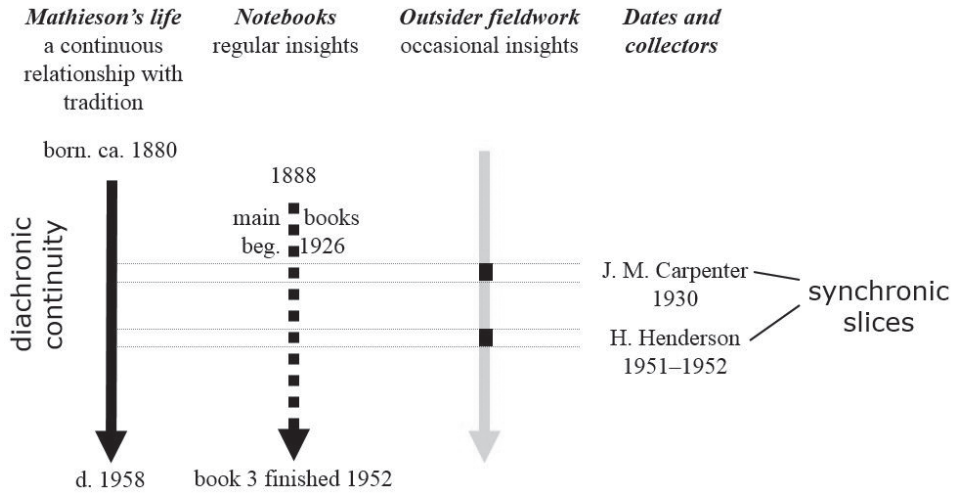 Mathieson's life
a continuous
relationship with
tradition
Notebooks
regular insights
Outsider fieldwork
occasional insights
Dates and
collectors
born. ca. 1880
1888
main books
beg. 1926
diachronic
continuity
J. M. Carpenter
1930
H. Henderson
1951–1952
synchronic
slices
d. 1958
book 3 finished 1952